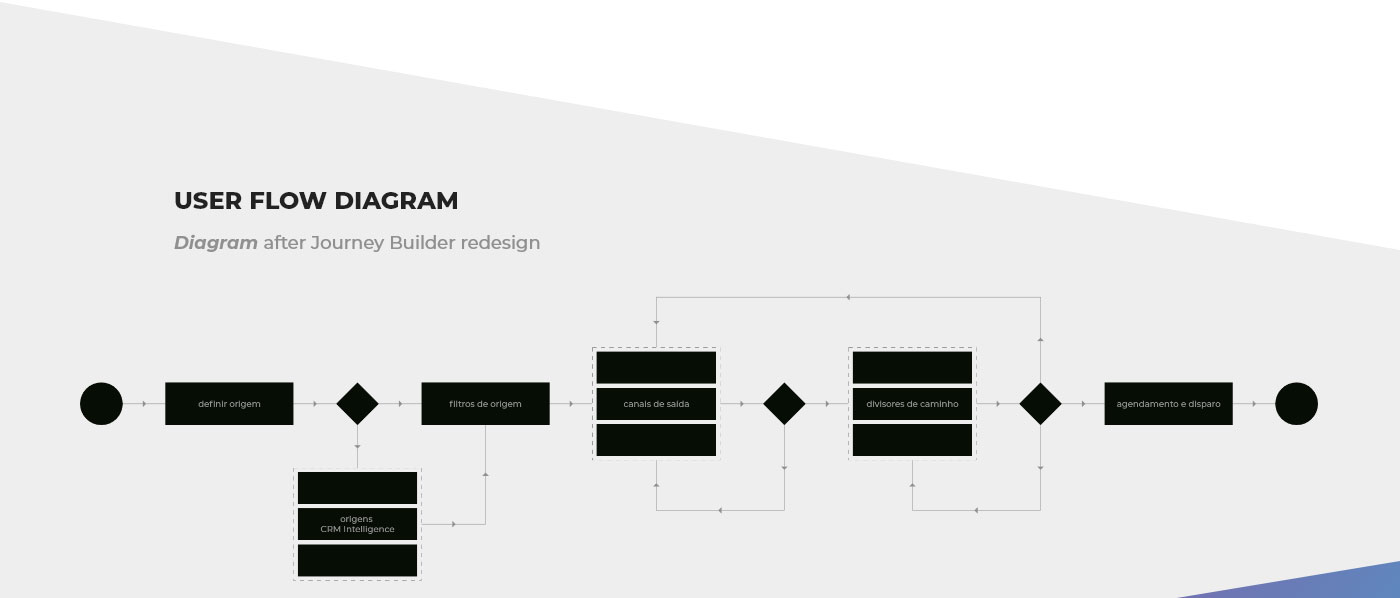 USER FLOW DIAGRAM
Diagram after Journey Builder redesign
definir origem
filtros de origem
canais de saída
divisores de caminho
agendamento e disparo
origens
CRM Intelligence